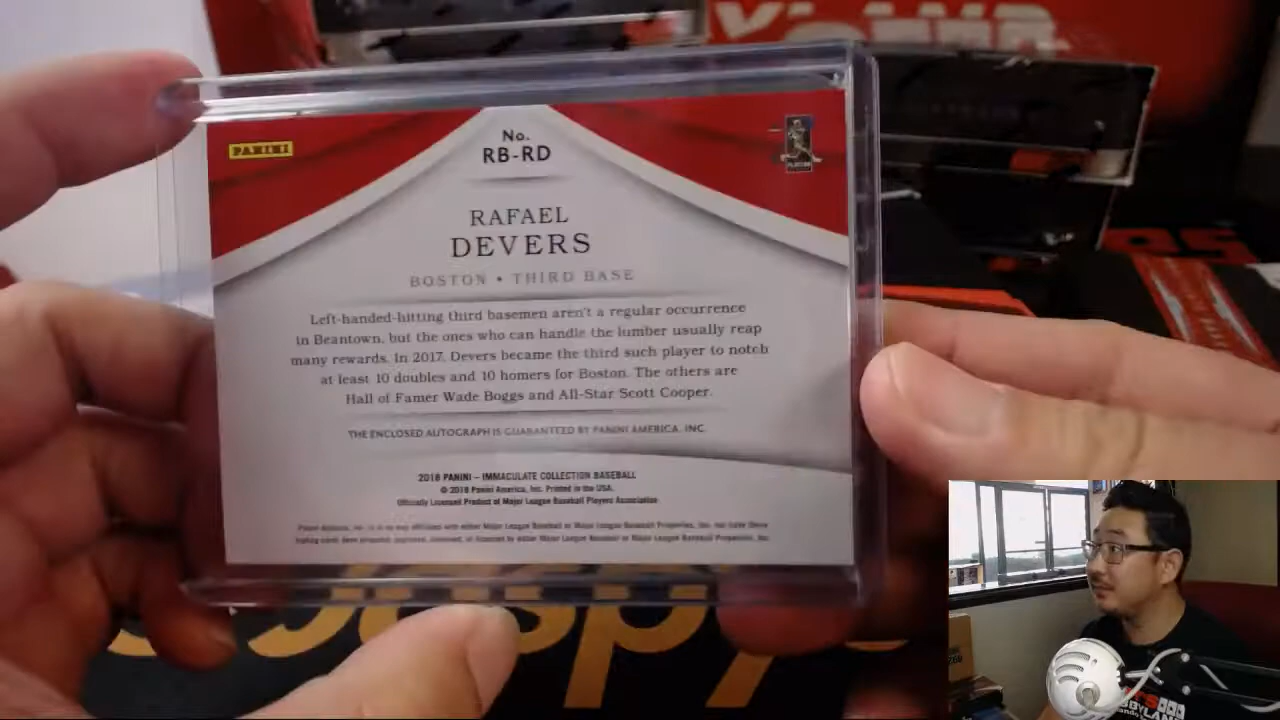 PANINI
No.
RB-RD
RAFAEL
DEVERS
BOSTON • THIRD BASE
Left-handed-hitting third basemen aren't a regular occurrence
in Beantown, but the ones who can handle the lumber usually reap
many rewards. In 2017, Devers became the third such player to notch
at least 10 doubles and 10 homers for Boston. The others are
Hall of Famer Wade Boggs and All-Star Scott Cooper.
THE ENCLOSED AUTOGRAPH IS GUARANTEED BY PANINI AMERICA, INC.
2018 PANINI – IMMACULATE COLLECTION BASEBALL
© 2018 Panini America, Inc. Printed in the USA.
Officially Licensed Product of Major League Baseball Players Association